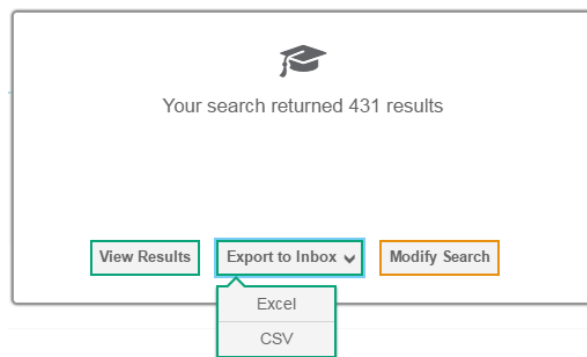 Your search returned 431 results
View Results
Export to Inbox
Modify Search
Excel
CSV